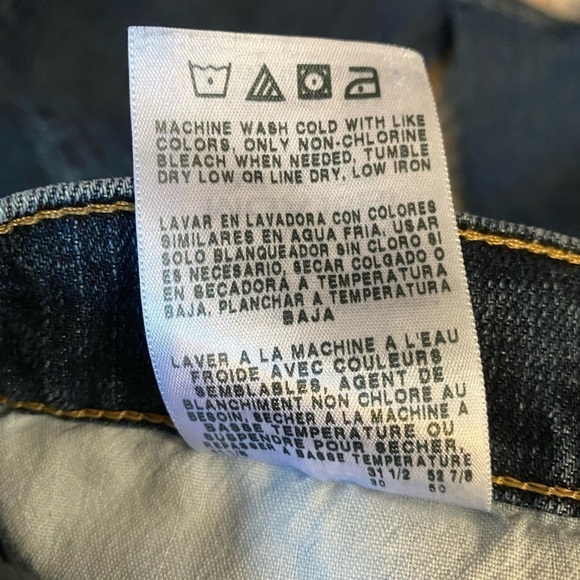 MACHINE WASH COLD WITH LIKE
COLORS, ONLY NON-CHLORINE
BLEACH WHEN NEEDED, TUMBLE
DRY LOW OR LINE DRY, LOW IRON
LAVAR EN LAVADORA CON COLORES
SIMILARES EN AGUA FRIA, USAR
SOLO BLANQUEADOR SIN CLORO SI
ES NECESARIO, SECAR COLGADO O
EN SECADORA A TEMPERATURA
BAJA, PLANCHAR A TEMPERATURA
BAJA
LAVER A LA MACHINE A L'EAU
FROIDE AVEC COULEURS
SEMBLABLES, AGENT DE
BLANCHIMENT NON CHLORE AU
BESOIN, SECHER A LA MACHINE A
BASSE TEMPERATURE OU
SUSPENDRE POUR SECHER,
A BASSE TEMPERATURE
31 1/2 52 7/8